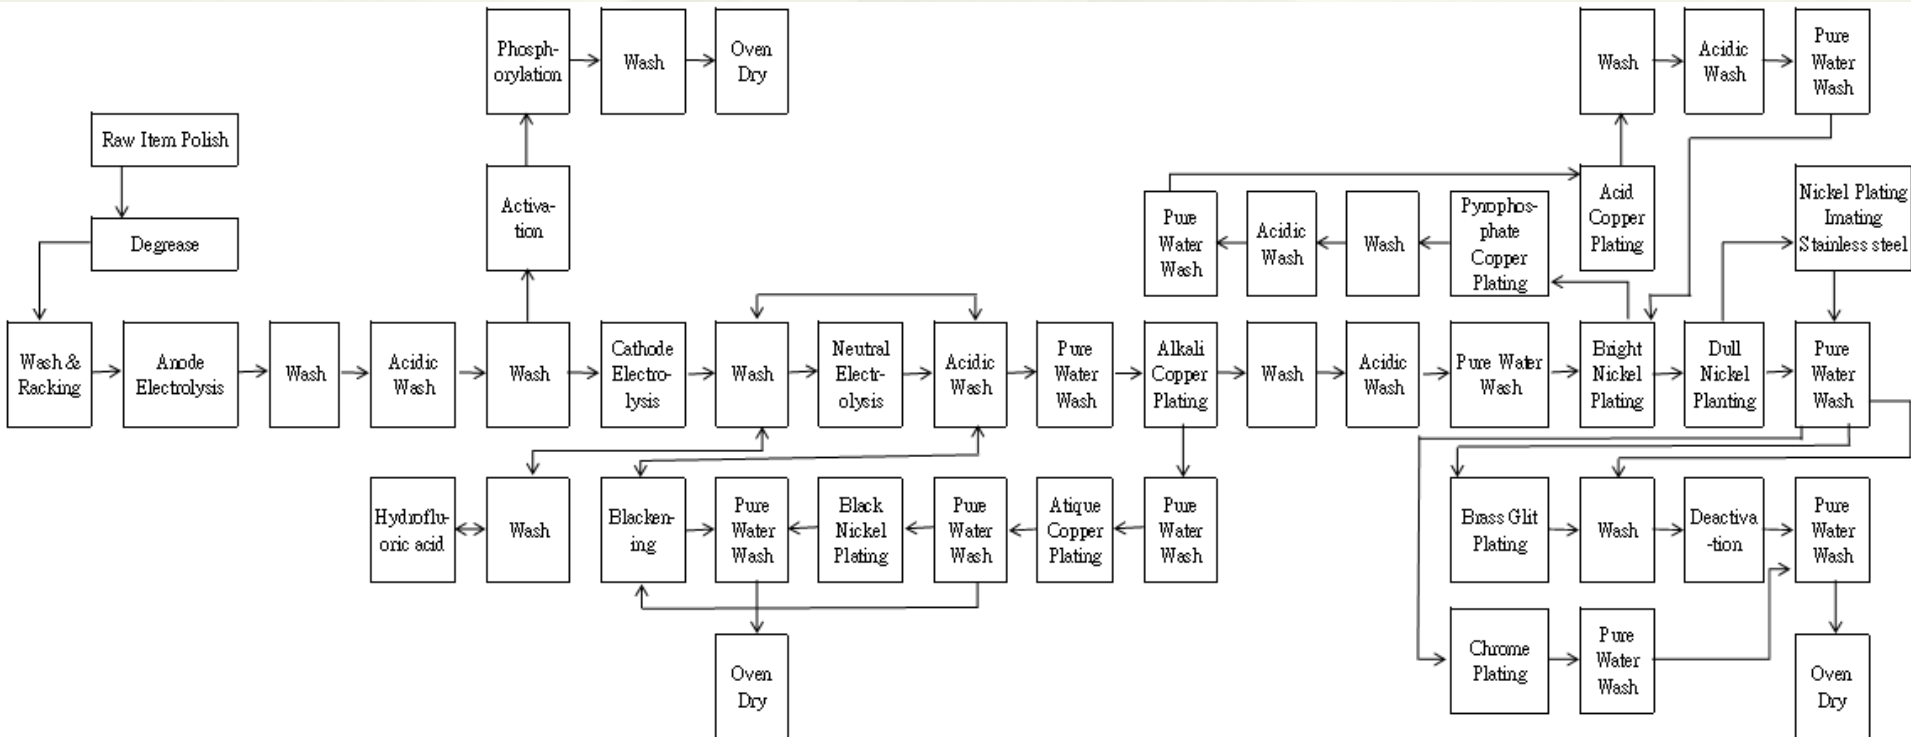 Phosph-
orylation
Wash
Oven
Dry
Wash
Acidic
Wash
Pure
Water
Wash
Raw Item Polish
Activa-
tion
Acid
Copper
Plating
Nickel Plating
Imating
Stainless steel
Pure
Water
Wash
Acidic
Wash
Wash
Pyrophos-
phate
Copper
Plating
Degrease
Wash &
Racking
Anode
Electrolysis
Wash
Acidic
Wash
Wash
Cathode
Electro-
lysis
Wash
Neutral
Electr-
olysis
Acidic
Wash
Pure
Water
Wash
Alkali
Copper
Plating
Wash
Acidic
Wash
Pure Water
Wash
Bright
Nickel
Plating
Dull
Nickel
Planting
Pure
Water
Wash
Hydroflu-
oric acid
Wash
Blacken-
ing
Pure
Water
Wash
Black
Nickel
Plating
Pure
Water
Wash
Atique
Copper
Plating
Pure
Water
Wash
Brass Glit
Plating
Wash
Deactiva
-tion
Pure
Water
Wash
Oven
Dry
Chrome
Plating
Pure
Water
Wash
Oven
Dry